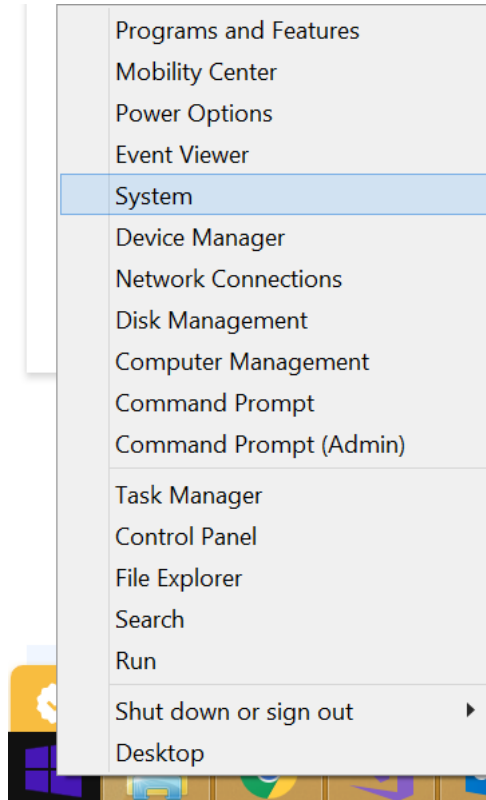 Programs and Features
Mobility Center
Power Options
Event Viewer
System
Device Manager
Network Connections
Disk Management
Computer Management
Command Prompt
Command Prompt (Admin)
Task Manager
Control Panel
File Explorer
Search
Run
Shut down or sign out
Desktop